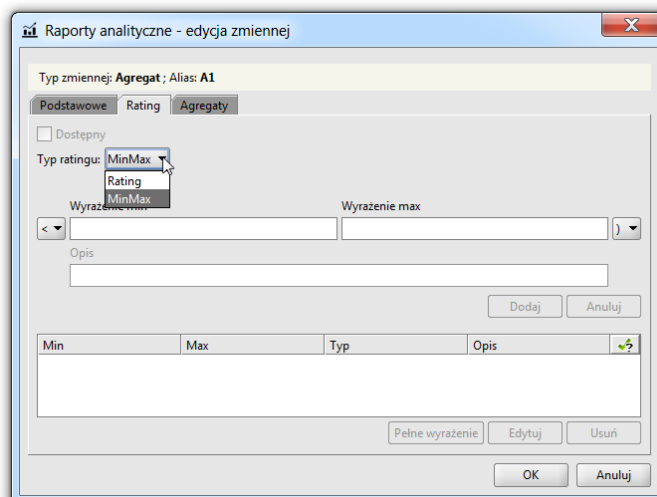 Raporty analityczne - edycja zmiennej
Typ zmiennej: Agregat ; Alias: A1
Podstawowe Rating Agregaty
Dostępny
Typ ratingu: MinMax
Rating
MinMax
Wyrażenie min Wyrażenie max
< )
Opis
Dodaj Anuluj
Min Max Typ Opis
Pełne wyrażenie Edytuj Usuń
OK Anuluj